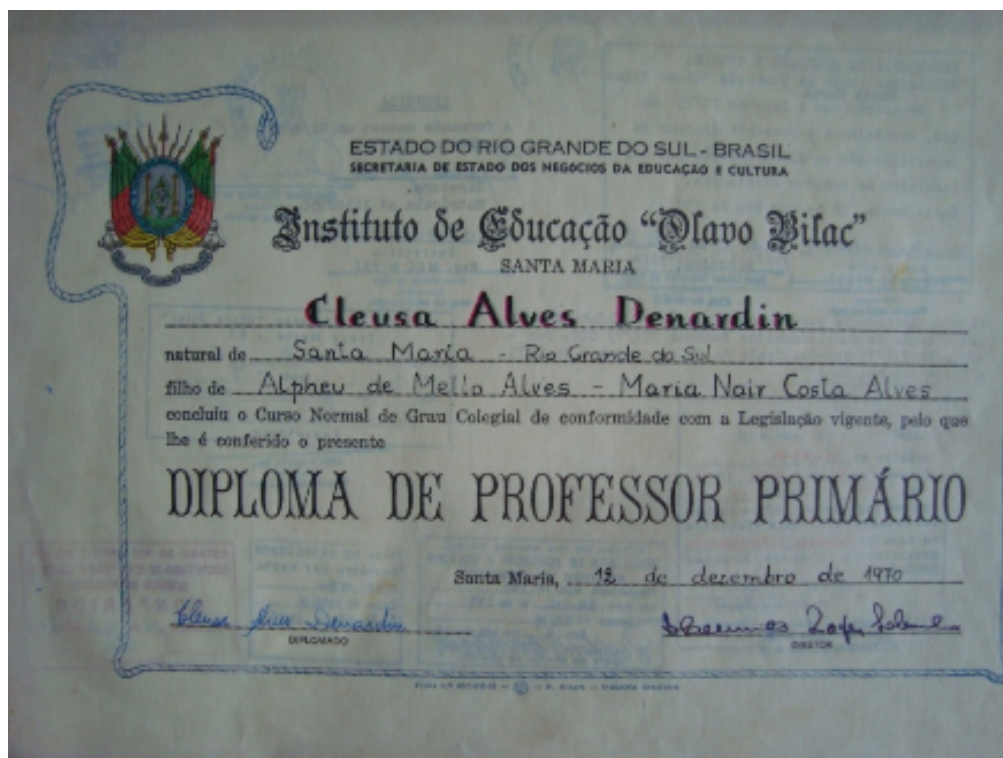 ESTADO DO RIO GRANDE DO SUL - BRASIL
SECRETARIA DE ESTADO DOS NEGÓCIOS DA EDUCAÇÃO E CULTURA
Instituto de Educação “Olavo Bilac”
SANTA MARIA
Cleusa Alves Denardin
natural de Santa Maria - Rio Grande do Sul
filho de Alpheu de Mello Alves - Maria Nair Costa Alves
concluiu o Curso Normal de Grau Colegial de conformidade com a Legislação vigente, pelo que
lhe é conferido o presente
DIPLOMA DE PROFESSOR PRIMÁRIO
Santa Maria, 12 de dezembro de 1970
Cleusa Alves Denardin
DIPLOMADO
DIRETOR